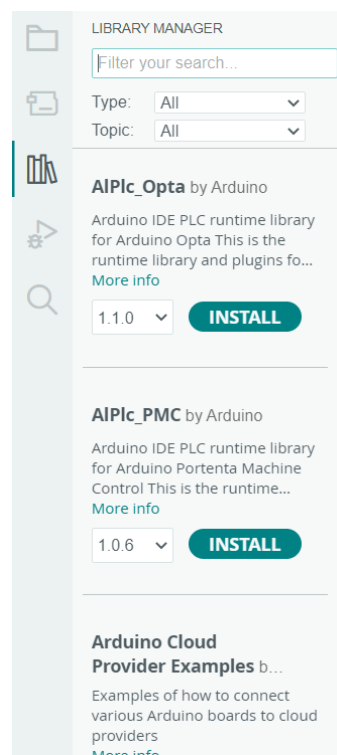 LIBRARY MANAGER
Filter your search...
Type: All
Topic: All
AlPlc_Opta by Arduino
Arduino IDE PLC runtime library
for Arduino Opta This is the
runtime library and plugins fo...
More info
1.1.0 INSTALL
AlPlc_PMC by Arduino
Arduino IDE PLC runtime library
for Arduino Portenta Machine
Control This is the runtime...
More info
1.0.6 INSTALL
Arduino Cloud
Provider Examples b...
Examples of how to connect
various Arduino boards to cloud
providers
More info